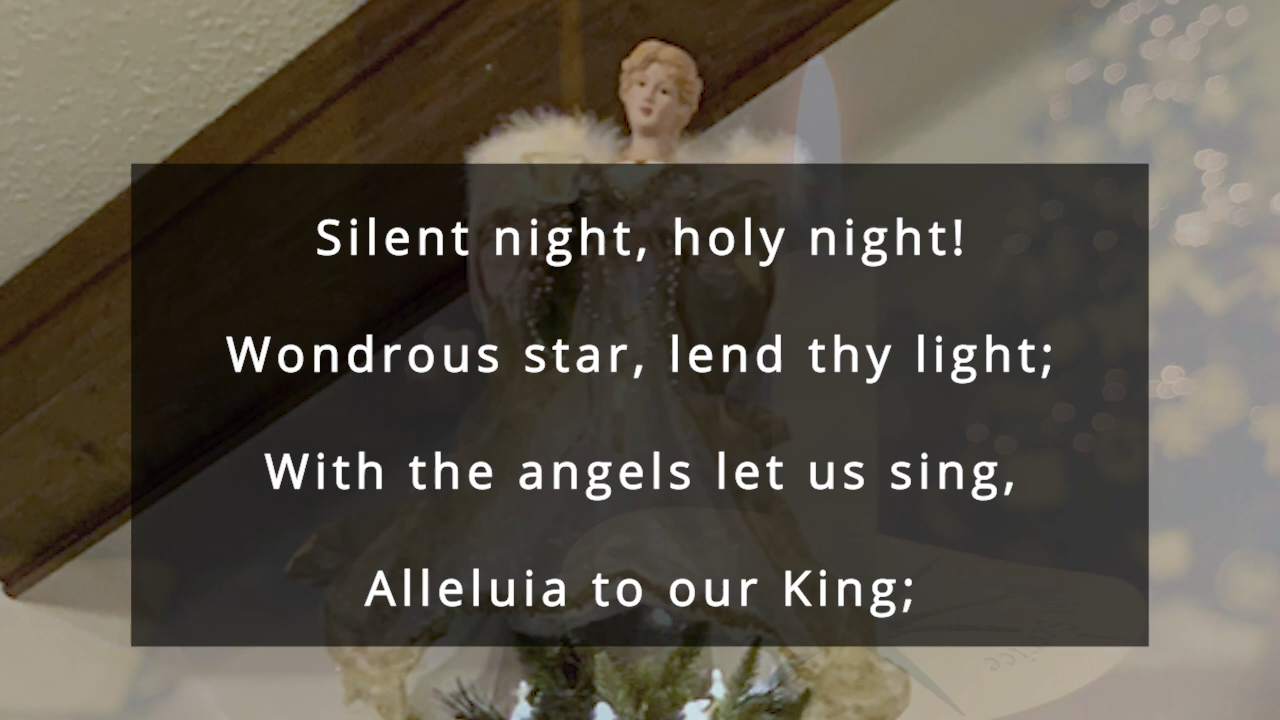 Silent night, holy night!
Wondrous star, lend thy light;
With the angels let us sing,
Alleluia to our King;